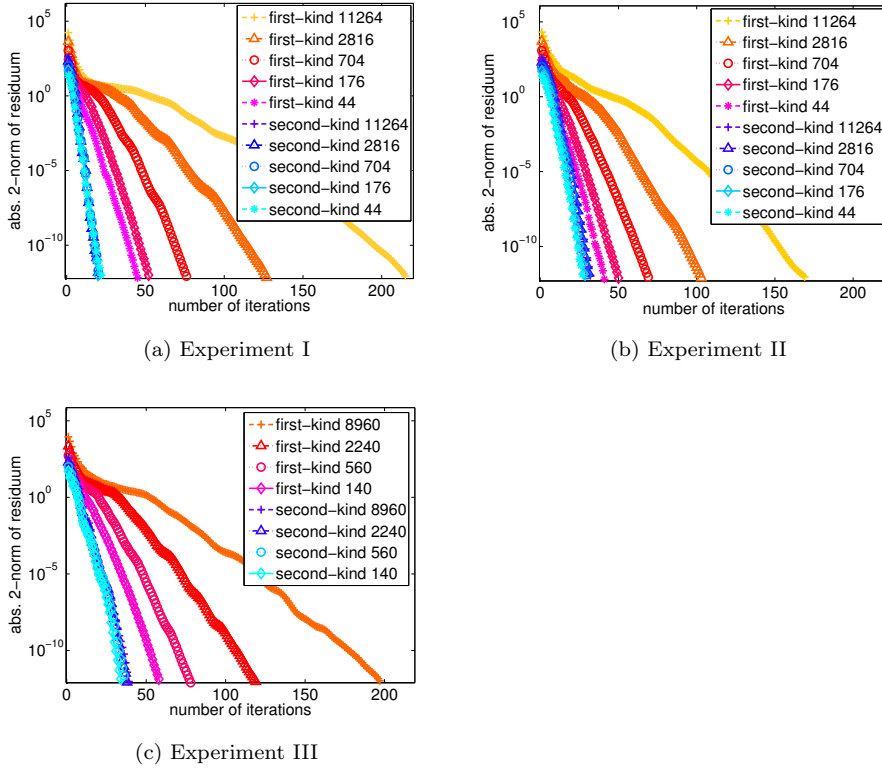 10^5
10^0
10^−5
10^−10
abs. 2−norm of residuum
0 50 100 150 200
number of iterations
first−kind 11264
first−kind 2816
first−kind 704
first−kind 176
first−kind 44
second−kind 11264
second−kind 2816
second−kind 704
second−kind 176
second−kind 44
(a) Experiment I
10^5
10^0
10^−5
10^−10
abs. 2−norm of residuum
0 50 100 150 200
number of iterations
first−kind 11264
first−kind 2816
first−kind 704
first−kind 176
first−kind 44
second−kind 11264
second−kind 2816
second−kind 704
second−kind 176
second−kind 44
(b) Experiment II
10^5
10^0
10^−5
10^−10
abs. 2−norm of residuum
0 50 100 150 200
number of iterations
first−kind 8960
first−kind 2240
first−kind 560
first−kind 140
second−kind 8960
second−kind 2240
second−kind 560
second−kind 140
(c) Experiment III